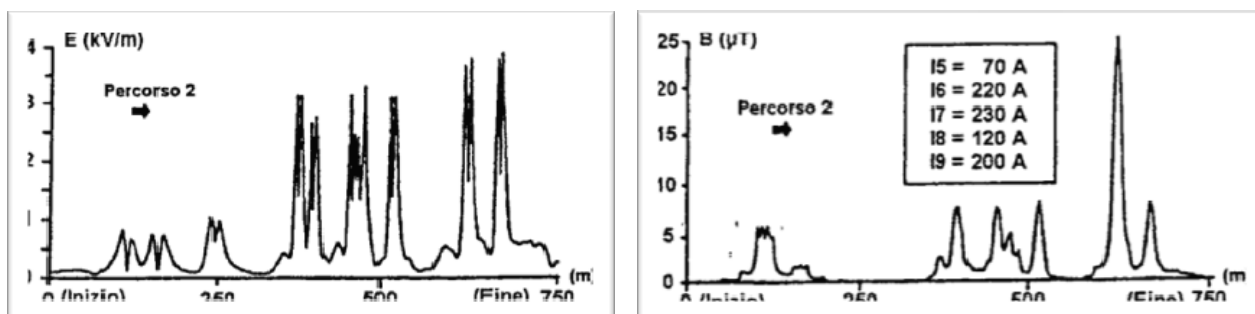 E (kV/m)
4
Percorso 2
3
2
0 (Inizio) 250 500 (Fine) 750 (m)
B (µT)
25
20
15
10
5
0
Percorso 2
I5 = 70 A
I6 = 220 A
I7 = 230 A
I8 = 120 A
I9 = 200 A
0 (Inizio) 250 500 (Fine) 750 (m